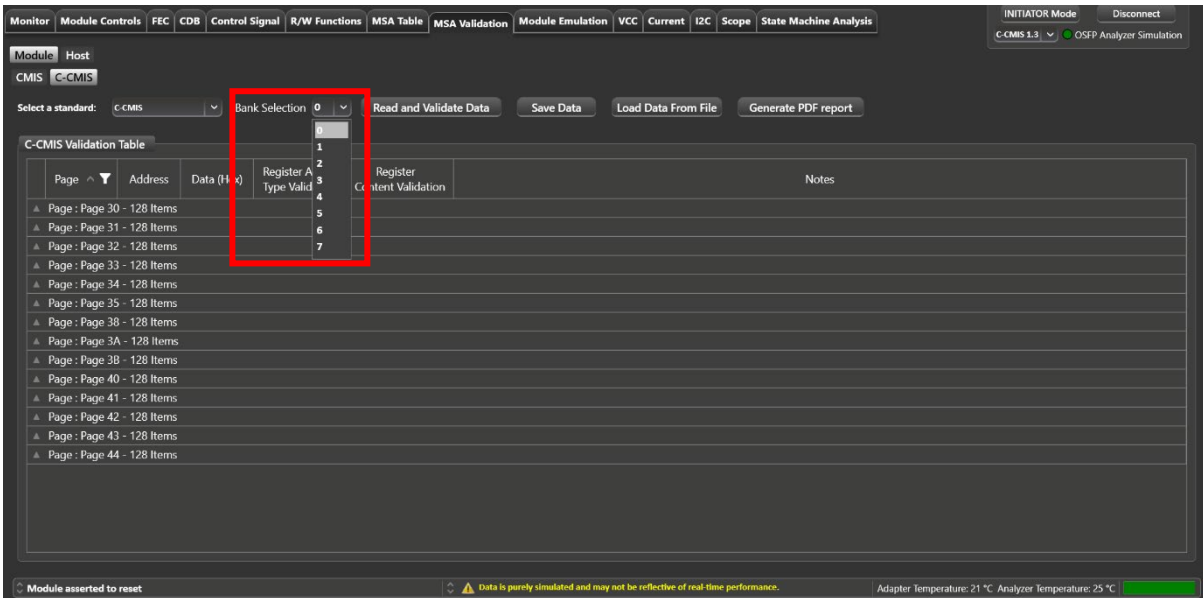 Monitor Module Controls FEC CDB Control Signal R/W Functions MSA Table MSA Validation Module Emulation VCC Current I2C Scope State Machine Analysis
INITIATOR Mode Disconnect
C-CMIS 1.3 OSFP Analyzer Simulation
Module Host
CMIS C-CMIS
Select a standard: C-CMIS Bank Selection 0 Read and Validate Data Save Data Load Data From File Generate PDF report
0
1
2
3
4
5
6
7
C-CMIS Validation Table
Page Address Data (Hex) Register A
Type Valid Register
Content Validation Notes
Page : Page 30 - 128 Items
Page : Page 31 - 128 Items
Page : Page 32 - 128 Items
Page : Page 33 - 128 Items
Page : Page 34 - 128 Items
Page : Page 35 - 128 Items
Page : Page 38 - 128 Items
Page : Page 3A - 128 Items
Page : Page 3B - 128 Items
Page : Page 40 - 128 Items
Page : Page 41 - 128 Items
Page : Page 42 - 128 Items
Page : Page 43 - 128 Items
Page : Page 44 - 128 Items
Module asserted to reset Data is purely simulated and may not be reflective of real-time performance. Adapter Temperature: 21 °C Analyzer Temperature: 25 °C